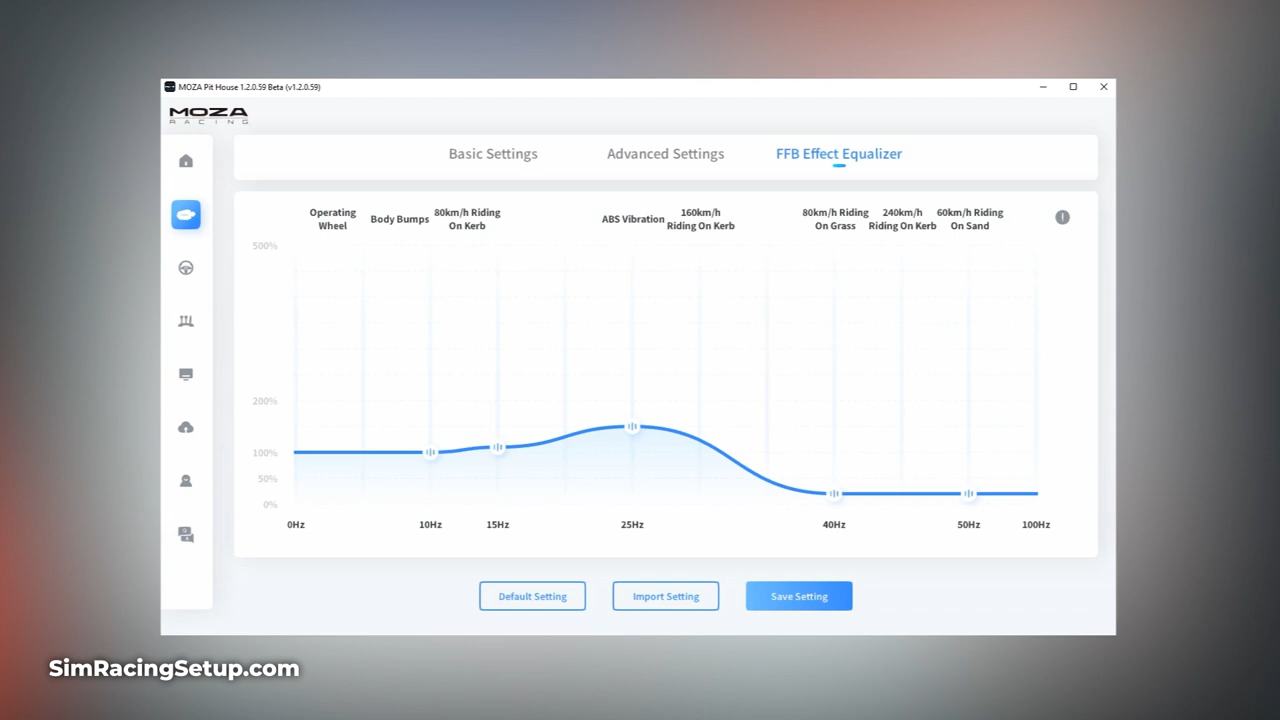 MOZA Pit House 1.2.0.59 Beta (v1.2.0.59)
MOZA
RACING
Basic Settings
Advanced Settings
FFB Effect Equalizer
Operating
Wheel
Body Bumps
80km/h Riding
On Kerb
ABS Vibration
160km/h
Riding On Kerb
80km/h Riding
On Grass
240km/h
Riding On Kerb
60km/h Riding
On Sand
500%
200%
100%
50%
0%
0Hz
10Hz
15Hz
25Hz
40Hz
50Hz
100Hz
Default Setting
Import Setting
Save Setting
SimRacingSetup.com